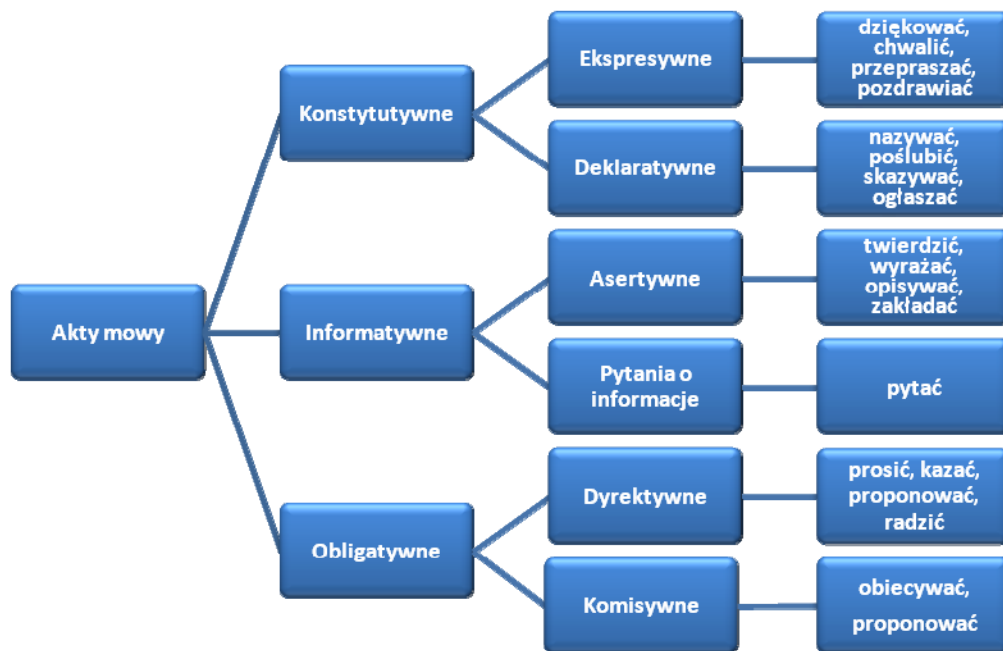 Akty mowy
Konstytutywne
Ekspresywne
dziękować,
chwalić,
przepraszać,
pozdrawiać
Deklaratywne
nazywać,
poślubić,
skazywać,
ogłaszać
Informatywne
Asertywne
twierdzić,
wyrażać,
opisywać,
zakładać
Pytania o
informacje
pytać
Obligatywne
Dyrektywne
prosić, kazać,
proponować,
radzić
Komisywne
obiecywać,
proponować